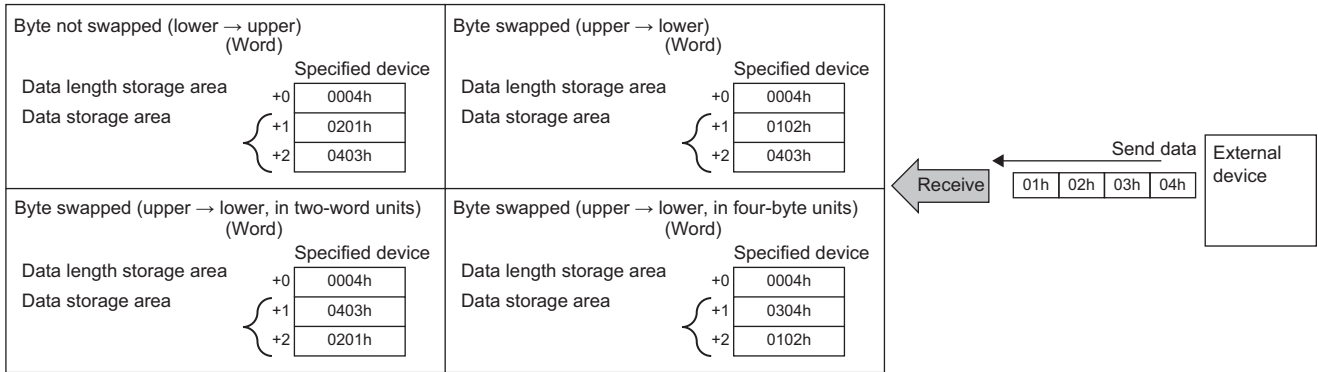 Byte not swapped (lower → upper)
(Word)
Specified device
Data length storage area
+0 0004h
Data storage area
+1 0201h
+2 0403h
Byte swapped (upper → lower)
(Word)
Specified device
Data length storage area
+0 0004h
Data storage area
+1 0102h
+2 0403h
Byte swapped (upper → lower, in two-word units)
(Word)
Specified device
Data length storage area
+0 0004h
Data storage area
+1 0403h
+2 0201h
Byte swapped (upper → lower, in four-byte units)
(Word)
Specified device
Data length storage area
+0 0004h
Data storage area
+1 0304h
+2 0102h
Receive
Send data
01h 02h 03h 04h
External
device